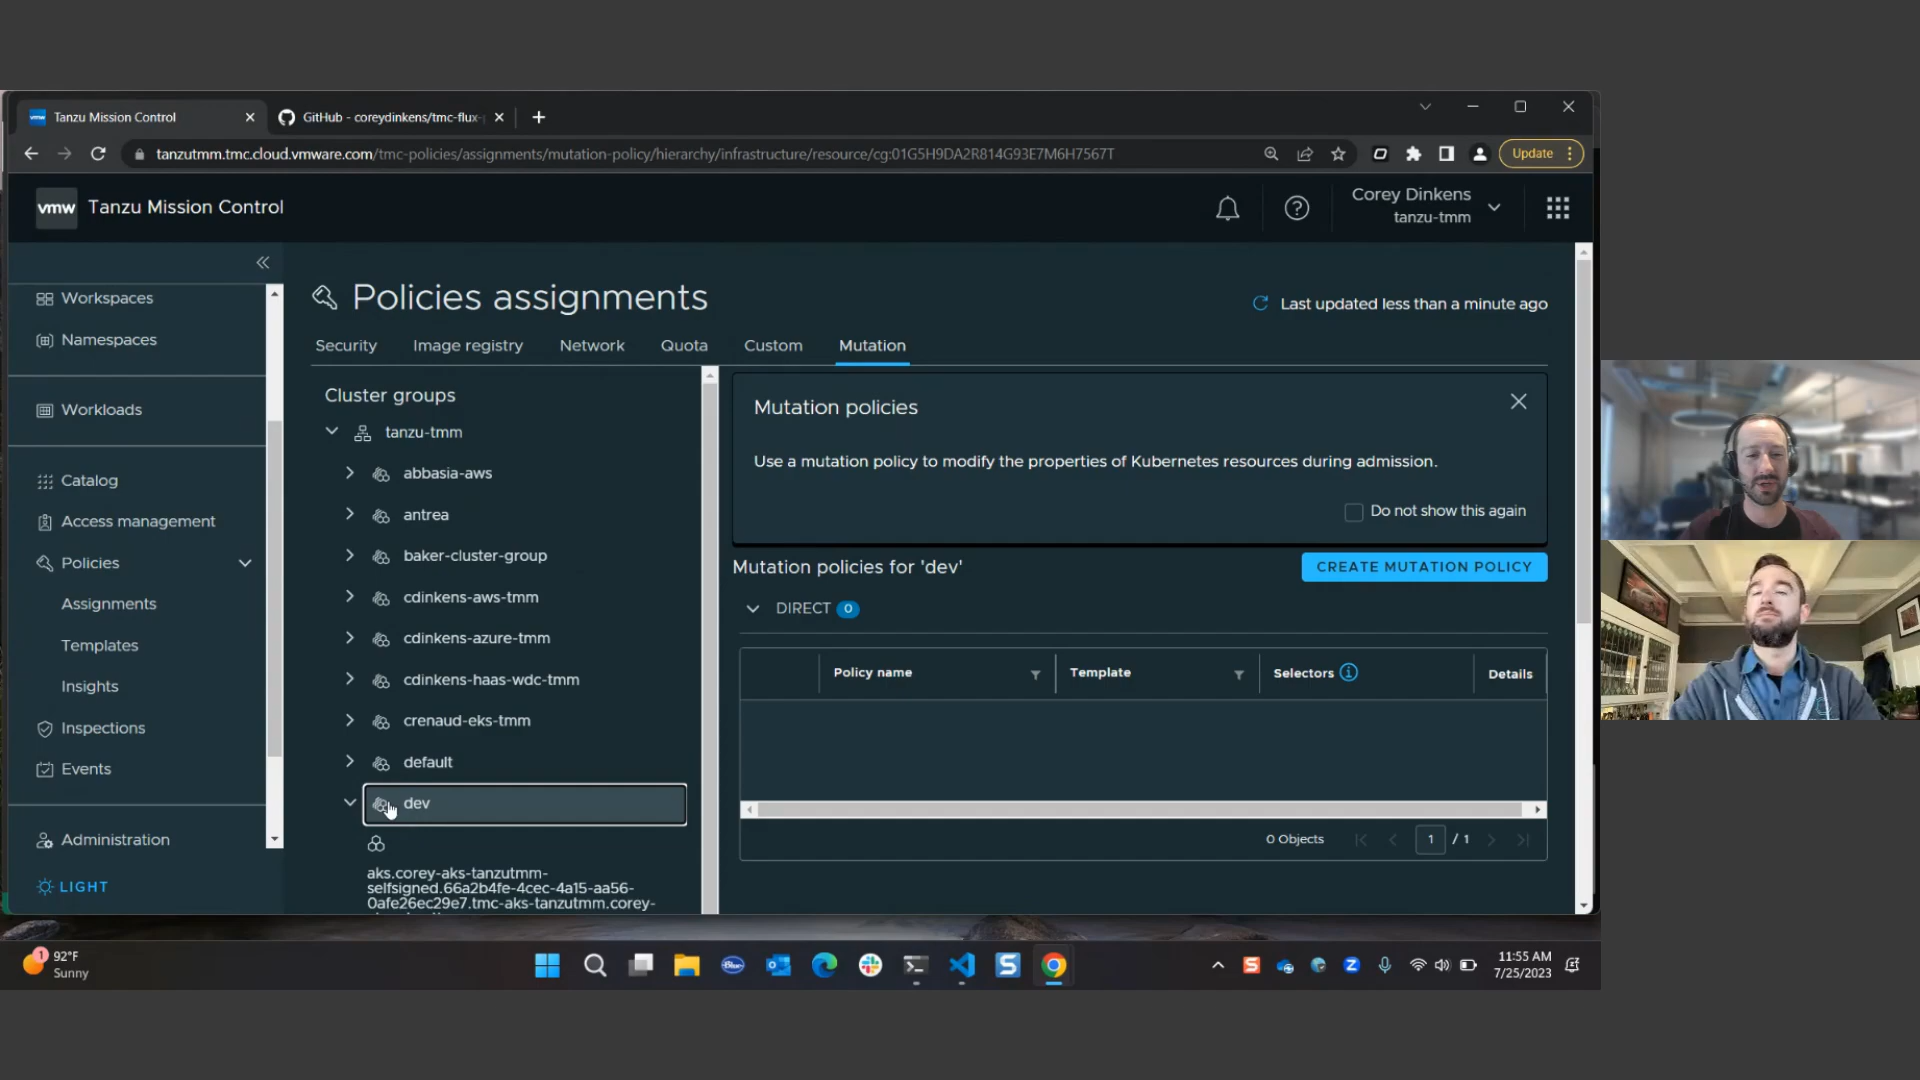 Tanzu Mission Control
GitHub - coreydinkens/tmc-flux-
tanzutmm.tmc.cloud.vmware.com/tmc-policies/assignments/mutation-policy/hierarchy/infrastructure/resource/cg:01G5H9DA2R814G93E7M6H7567T
Update
vmw
Tanzu Mission Control
Corey Dinkens
tanzu-tmm
Workspaces
Namespaces
Workloads
Catalog
Access management
Policies
Assignments
Templates
Insights
Inspections
Events
Administration
LIGHT
Policies assignments
Last updated less than a minute ago
Security
Image registry
Network
Quota
Custom
Mutation
Cluster groups
tanzu-tmm
abbasia-aws
antrea
baker-cluster-group
cdinkens-aws-tmm
cdinkens-azure-tmm
cdinkens-haas-wdc-tmm
crenaud-eks-tmm
default
dev
aks.corey-aks-tanzutmm-
selfsigned.66a2b4fe-4cec-4a15-aa56-
0afe26ec29e7.tmc-aks-tanzutmm.corey-
Mutation policies
Use a mutation policy to modify the properties of Kubernetes resources during admission.
Do not show this again
Mutation policies for 'dev'
CREATE MUTATION POLICY
DIRECT 0
Policy name
Template
Selectors
Details
0 Objects
1 / 1
1
92°F
Sunny
11:55 AM
7/25/2023